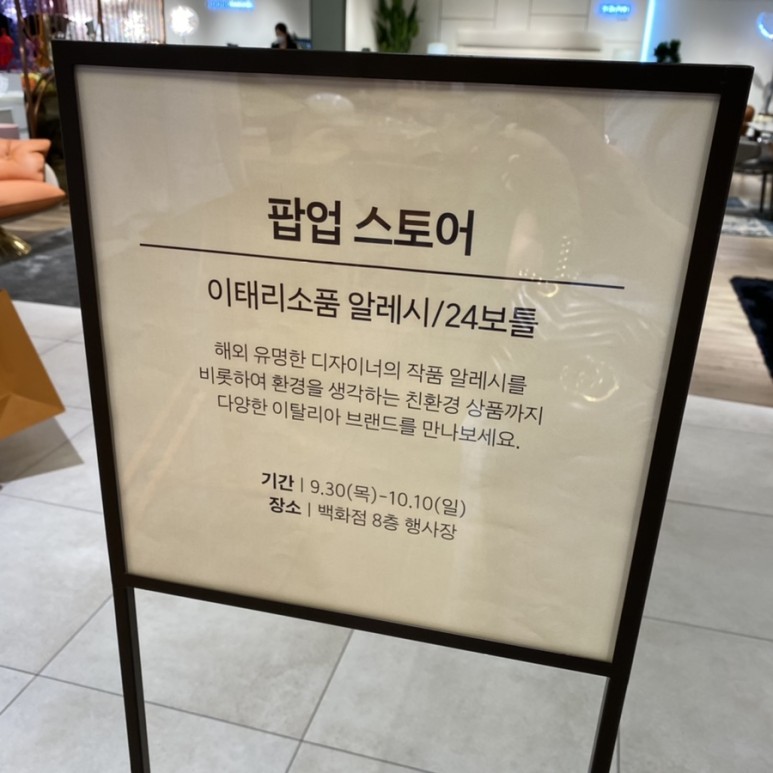 팝업 스토어
이태리소품 알레시/24보틀
해외 유명한 디자이너의 작품 알레시를
비롯하여 환경을 생각하는 친환경 상품까지
다양한 이탈리아 브랜드를 만나보세요.
기간 | 9.30(목)-10.10(일)
장소 | 백화점 8층 행사장